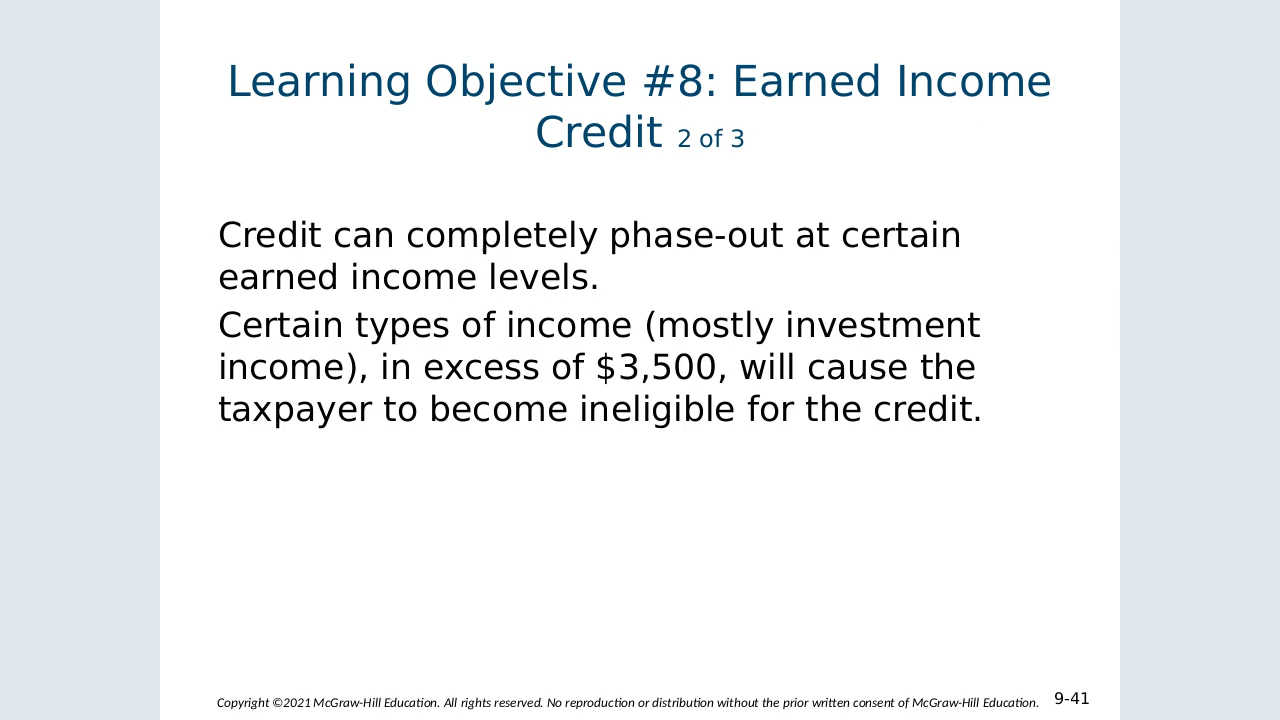 Learning Objective #8: Earned Income
Credit 2 of 3
Credit can completely phase-out at certain
earned income levels.
Certain types of income (mostly investment
income), in excess of $3,500, will cause the
taxpayer to become ineligible for the credit.
Copyright ©2021 McGraw-Hill Education. All rights reserved. No reproduction or distribution without the prior written consent of McGraw-Hill Education.
9-41